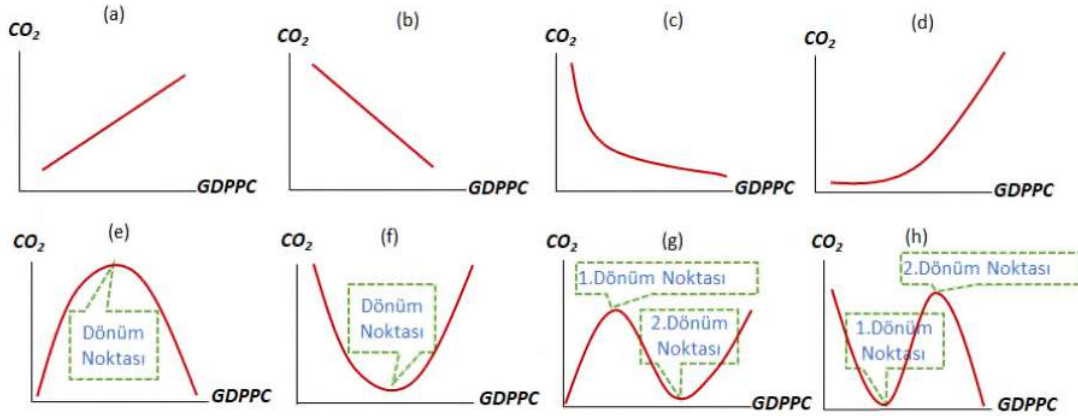 (a)
CO₂
GDPPC
(b)
CO₂
GDPPC
(c)
CO₂
GDPPC
(d)
CO₂
GDPPC
(e)
CO₂
Dönüm
Noktası
GDPPC
(f)
CO₂
Dönüm
Noktası
GDPPC
(g)
CO₂
1.Dönüm Noktası
2.Dönüm
Noktası
GDPPC
(h)
CO₂
2.Dönüm Noktası
1.Dönüm
Noktası
GDPPC